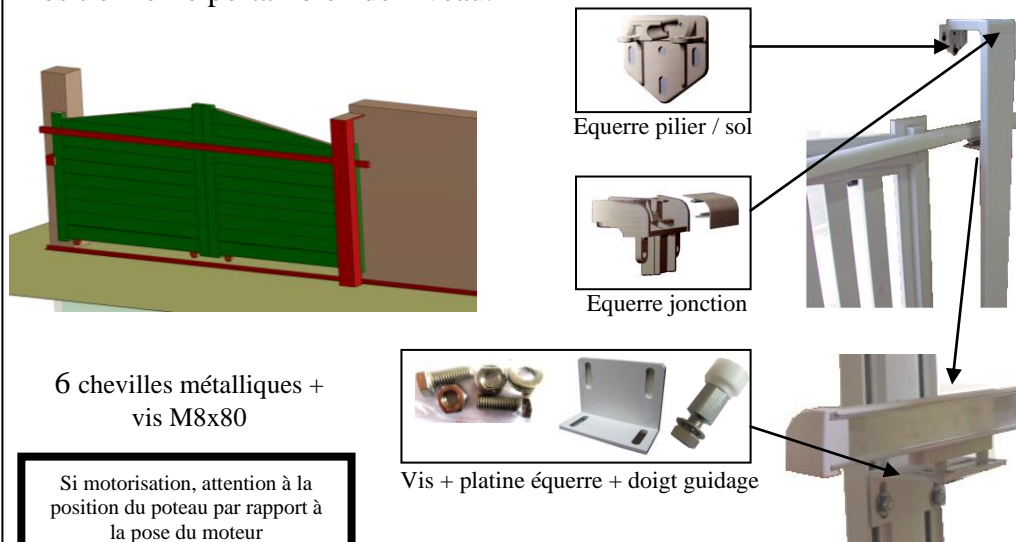 Equerre pilier / sol
Equerre jonction
6 chevilles métalliques +
vis M8x80
Vis + platine équerre + doigt guidage
Si motorisation, attention à la
position du poteau par rapport à
la pose du moteur